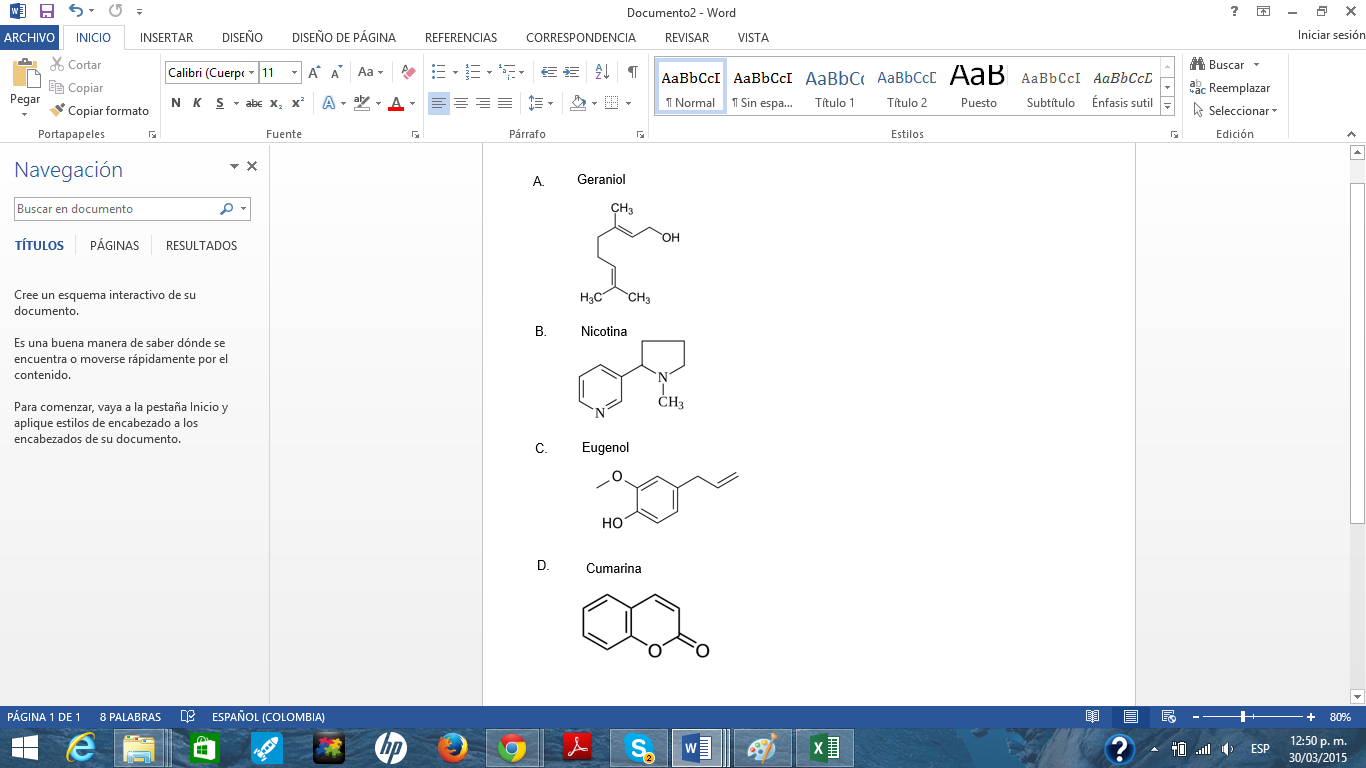 Documento2 - Word
?
ARCHIVO INICIO INSERTAR DISEÑO DISEÑO DE PÁGINA REFERENCIAS CORRESPONDENCIA REVISAR VISTA Iniciar sesión
Pegar
Cortar
Copiar
Copiar formato
Portapapeles
Calibri (Cuerpo 11
N K S abc x₂ x²
Fuente
Párrafo
AaBbCcI AaBbCcI AaBbCc AaBbCcD AaB AaBbCcI AaBbCcD
¶ Normal ¶ Sin espa... Título 1 Título 2 Puesto Subtítulo Énfasis sutil
Estilos
Buscar
Reemplazar
Seleccionar
Edición
Navegación
Buscar en documento
TÍTULOS PÁGINAS RESULTADOS
Cree un esquema interactivo de su
documento.
Es una buena manera de saber dónde se
encuentra o moverse rápidamente por el
contenido.
Para comenzar, vaya a la pestaña Inicio y
aplique estilos de encabezado a los
encabezados de su documento.
A. Geraniol
CH₃
OH
H₃C CH₃
B. Nicotina
N
CH₃
N
C. Eugenol
O
HO
D. Cumarina
O O
PÁGINA 1 DE 1 8 PALABRAS ESPAÑOL (COLOMBIA) 80%
ESP 12:50 p. m.
30/03/2015